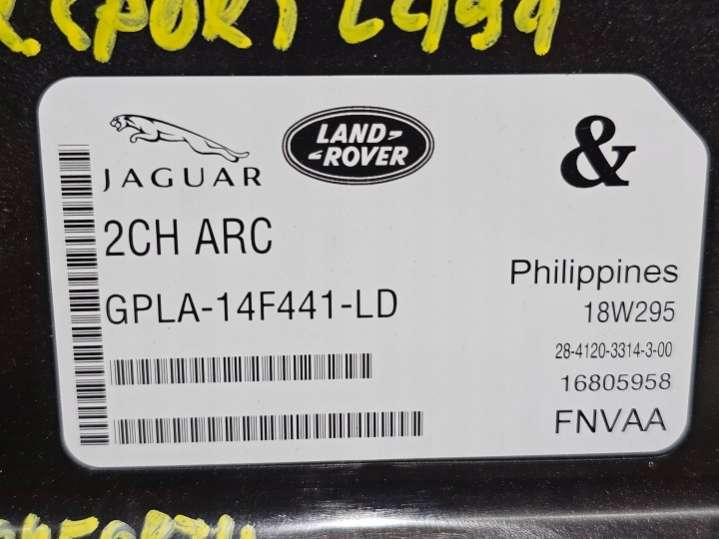 JAGUAR
LAND-
-ROVER
&
2CH ARC
GPLA-14F441-LD
Philippines
18W295
28-4120-3314-3-00
16805958
FNVAA